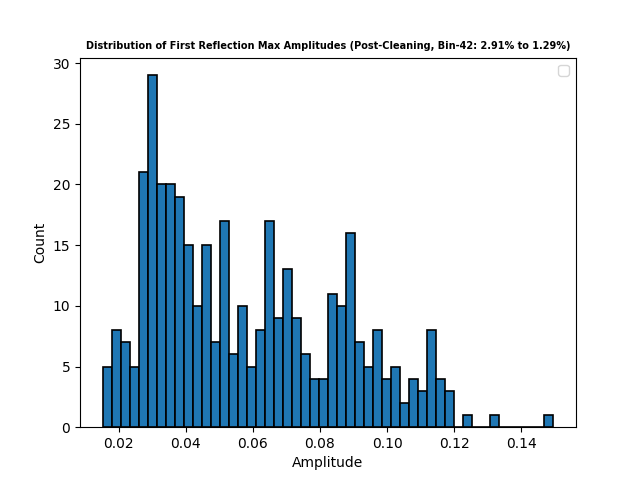 Distribution of First Reflection Max Amplitudes (Post-Cleaning, Bin-42: 2.91% to 1.29%)
30
25
20
15
10
5
0
Count
0.02 0.04 0.06 0.08 0.10 0.12 0.14
Amplitude